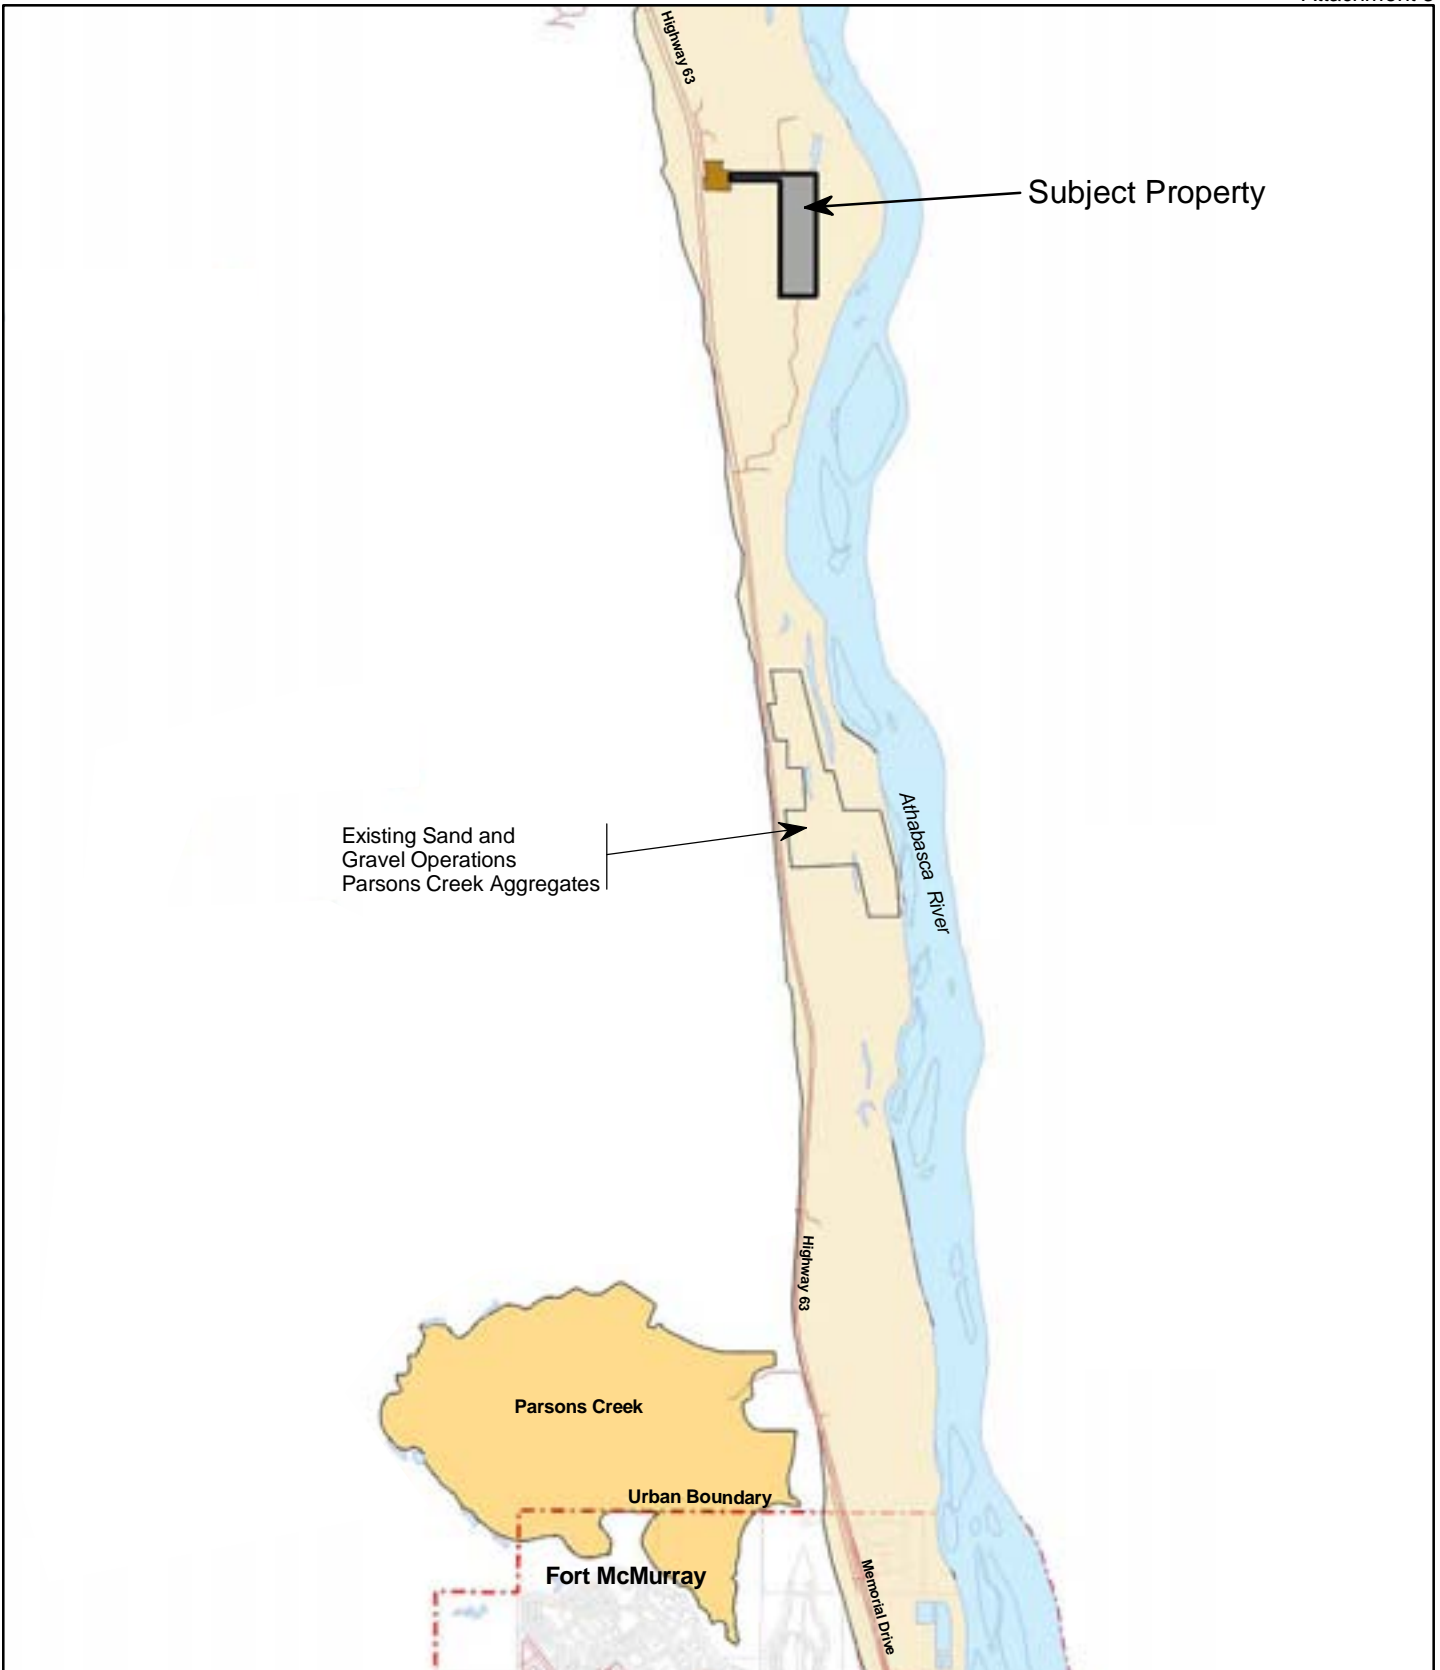 Highway 63
Subject Property
Existing Sand and
Gravel Operations
Parsons Creek Aggregates
Athabasca River
Highway 63
Parsons Creek
Urban Boundary
Fort McMurray
Memorial Drive